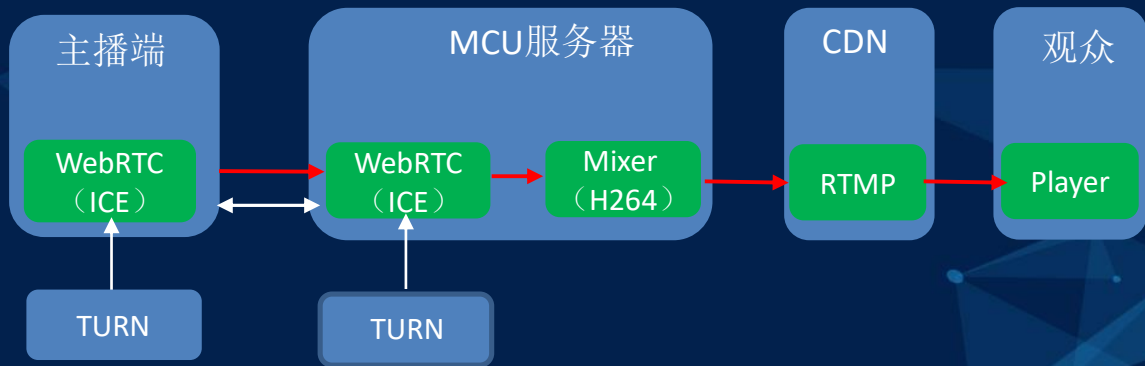 主播端
MCU服务器
CDN
观众
WebRTC
（ICE）
WebRTC
（ICE）
Mixer
（H264）
RTMP
Player
TURN
TURN